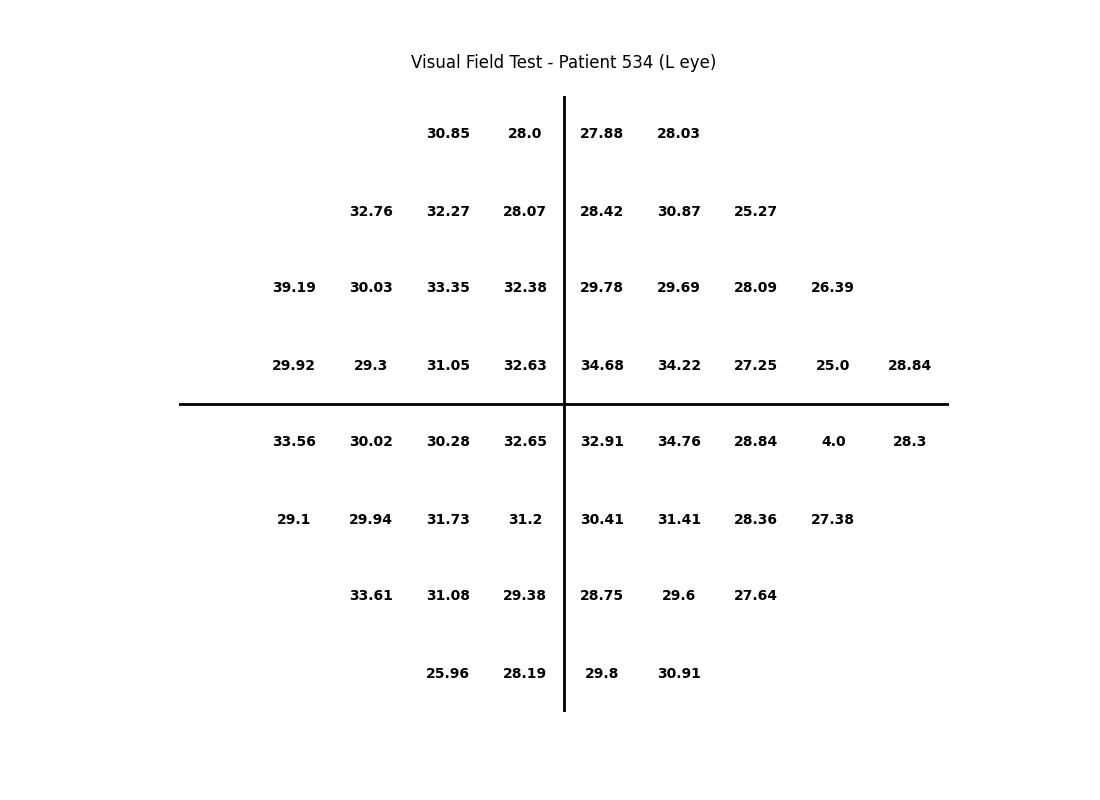 Visual Field Test - Patient 534 (L eye)
30.85 28.0 27.88 28.03
32.76 32.27 28.07 28.42 30.87 25.27
39.19 30.03 33.35 32.38 29.78 29.69 28.09 26.39
29.92 29.3 31.05 32.63 34.68 34.22 27.25 25.0 28.84
33.56 30.02 30.28 32.65 32.91 34.76 28.84 4.0 28.3
29.1 29.94 31.73 31.2 30.41 31.41 28.36 27.38
33.61 31.08 29.38 28.75 29.6 27.64
25.96 28.19 29.8 30.91